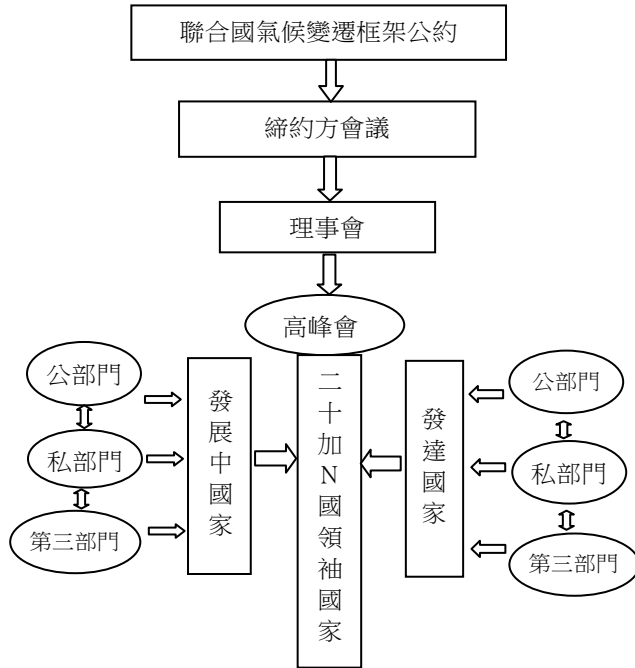 聯合國氣候變遷框架公約
締約方會議
理事會
高峰會
公部門
私部門
第三部門
發展中國家
二十加N國領袖國家
發達國家
公部門
私部門
第三部門